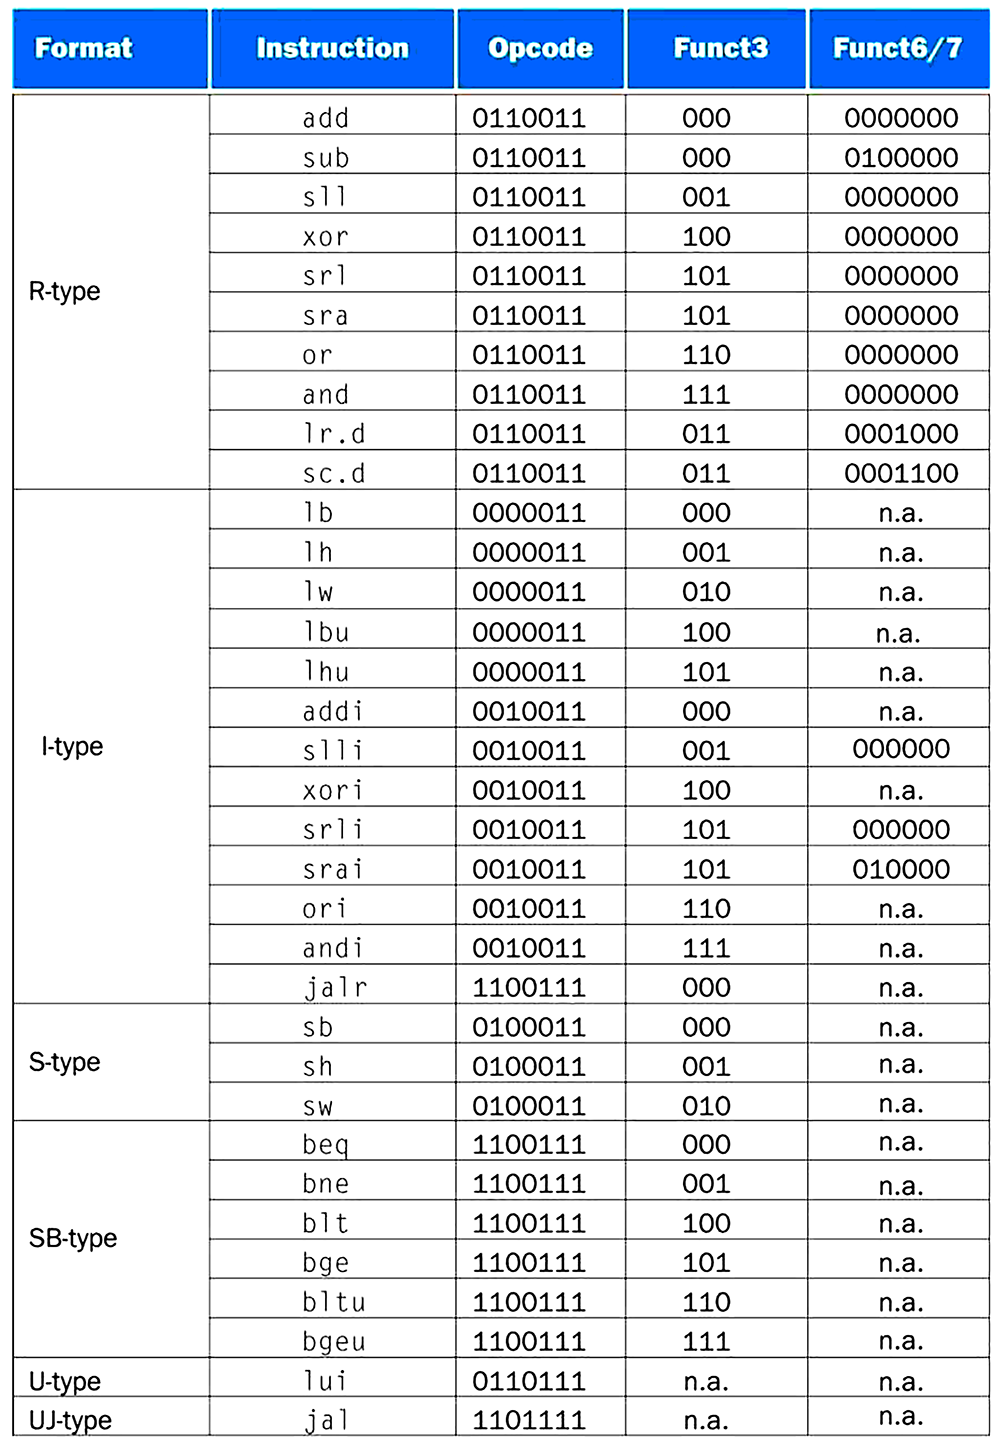 Format Instruction Opcode Funct3 Funct6/7
R-type
add 0110011 000 0000000
sub 0110011 000 0100000
sll 0110011 001 0000000
xor 0110011 100 0000000
srl 0110011 101 0000000
sra 0110011 101 0000000
or 0110011 110 0000000
and 0110011 111 0000000
lr.d 0110011 011 0001000
sc.d 0110011 011 0001100
I-type
lb 0000011 000 n.a.
lh 0000011 001 n.a.
lw 0000011 010 n.a.
lbu 0000011 100 n.a.
lhu 0000011 101 n.a.
addi 0010011 000 n.a.
slli 0010011 001 000000
xori 0010011 100 n.a.
srli 0010011 101 000000
srai 0010011 101 010000
ori 0010011 110 n.a.
andi 0010011 111 n.a.
jalr 1100111 000 n.a.
S-type
sb 0100011 000 n.a.
sh 0100011 001 n.a.
sw 0100011 010 n.a.
SB-type
beq 1100111 000 n.a.
bne 1100111 001 n.a.
blt 1100111 100 n.a.
bge 1100111 101 n.a.
bltu 1100111 110 n.a.
bgeu 1100111 111 n.a.
U-type lui 0110111 n.a. n.a.
UJ-type jal 1101111 n.a. n.a.